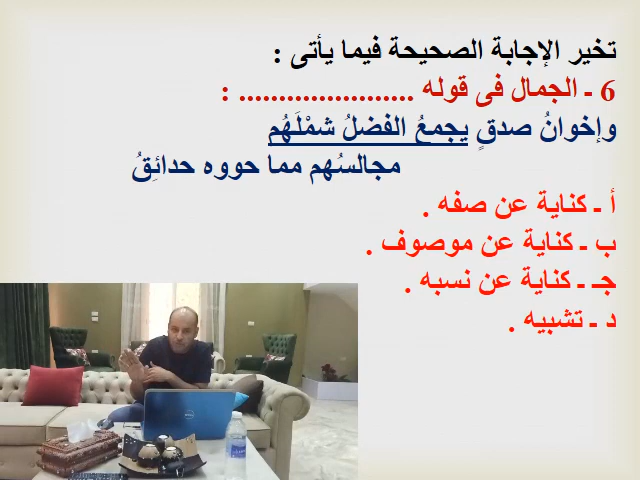 تخير الإجابة الصحيحة فيما يأتى :
6 ـ الجمال فى قوله ...................... :
وإخوانُ صدقٍ يجمعُ الفضلُ شمْلَهُم
مجالسُهم مما حووه حدائِقُ
أ ـ كناية عن صفه .
ب ـ كناية عن موصوف .
جـ ـ كناية عن نسبه .
د ـ تشبيه .